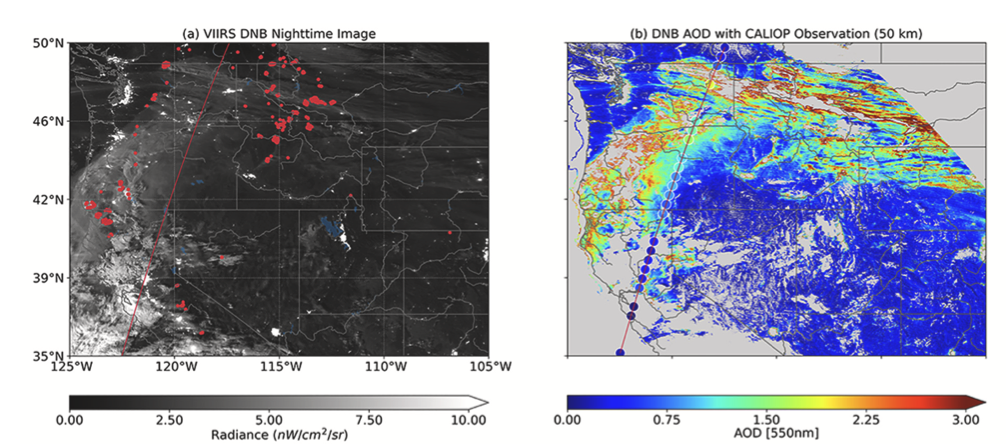 (a) VIIRS DNB Nighttime Image
(b) DNB AOD with CALIOP Observation (50 km)
50°N
46°N
42°N
39°N
35°N
125°W
120°W
115°W
110°W
105°W
0.00
2.50
5.00
7.50
10.00
Radiance (nW/cm²/sr)
0.00
0.75
1.50
2.25
3.00
AOD [550nm]